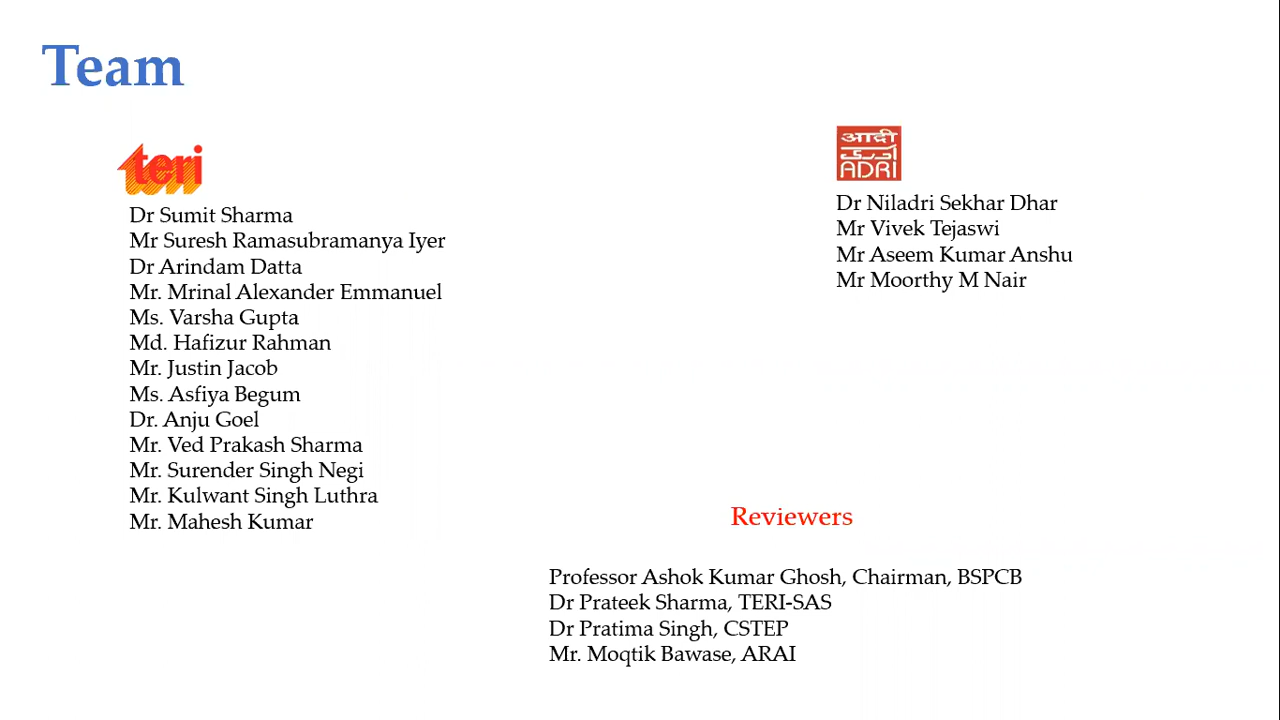 Team
teri
Dr Sumit Sharma
Mr Suresh Ramasubramanya Iyer
Dr Arindam Datta
Mr. Mrinal Alexander Emmanuel
Ms. Varsha Gupta
Md. Hafizur Rahman
Mr. Justin Jacob
Ms. Asfiya Begum
Dr. Anju Goel
Mr. Ved Prakash Sharma
Mr. Surender Singh Negi
Mr. Kulwant Singh Luthra
Mr. Mahesh Kumar
आद्री
ادری
ADRI
Dr Niladri Sekhar Dhar
Mr Vivek Tejaswi
Mr Aseem Kumar Anshu
Mr Moorthy M Nair
Reviewers
Professor Ashok Kumar Ghosh, Chairman, BSPCB
Dr Prateek Sharma, TERI-SAS
Dr Pratima Singh, CSTEP
Mr. Moqtik Bawase, ARAI